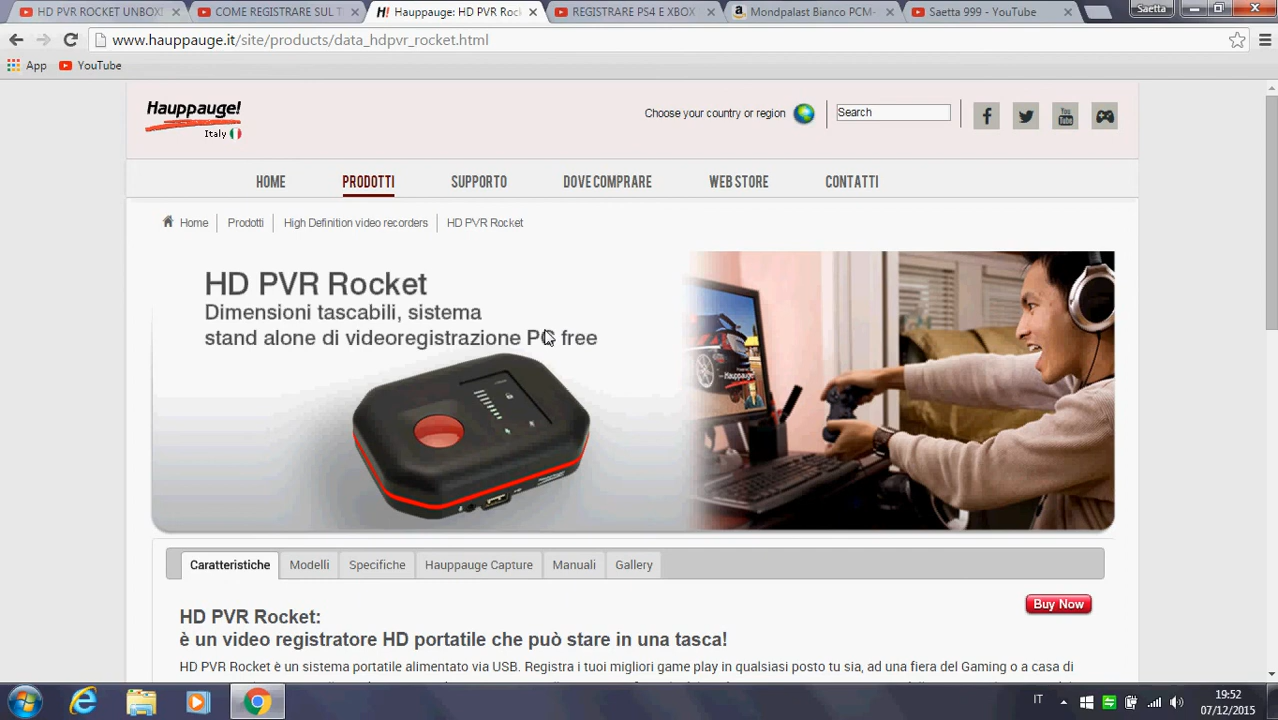 Saetta
HD PVR ROCKET UNBOXI
COME REGISTRARE SUL T
H! Hauppauge: HD PVR Rock
REGISTRARE PS4 E XBOX
Mondpalast Bianco PCM-
Saetta 999 - YouTube
www.hauppauge.it/site/products/data_hdpvr_rocket.html
App YouTube
Hauppauge!
Italy
Choose your country or region
Search
You
Tube
HOME PRODOTTI SUPPORTO DOVE COMPRARE WEB STORE CONTATTI
Home Prodotti High Definition video recorders HD PVR Rocket
HD PVR Rocket
Dimensioni tascabili, sistema
stand alone di videoregistrazione PC free
Hauppauge
Caratteristiche Modelli Specifiche Hauppauge Capture Manuali Gallery
Buy Now
HD PVR Rocket:
è un video registratore HD portatile che può stare in una tasca!
HD PVR Rocket è un sistema portatile alimentato via USB. Registra i tuoi migliori game play in qualsiasi posto tu sia, ad una fiera del Gaming o a casa di
IT
19:52
07/12/2015